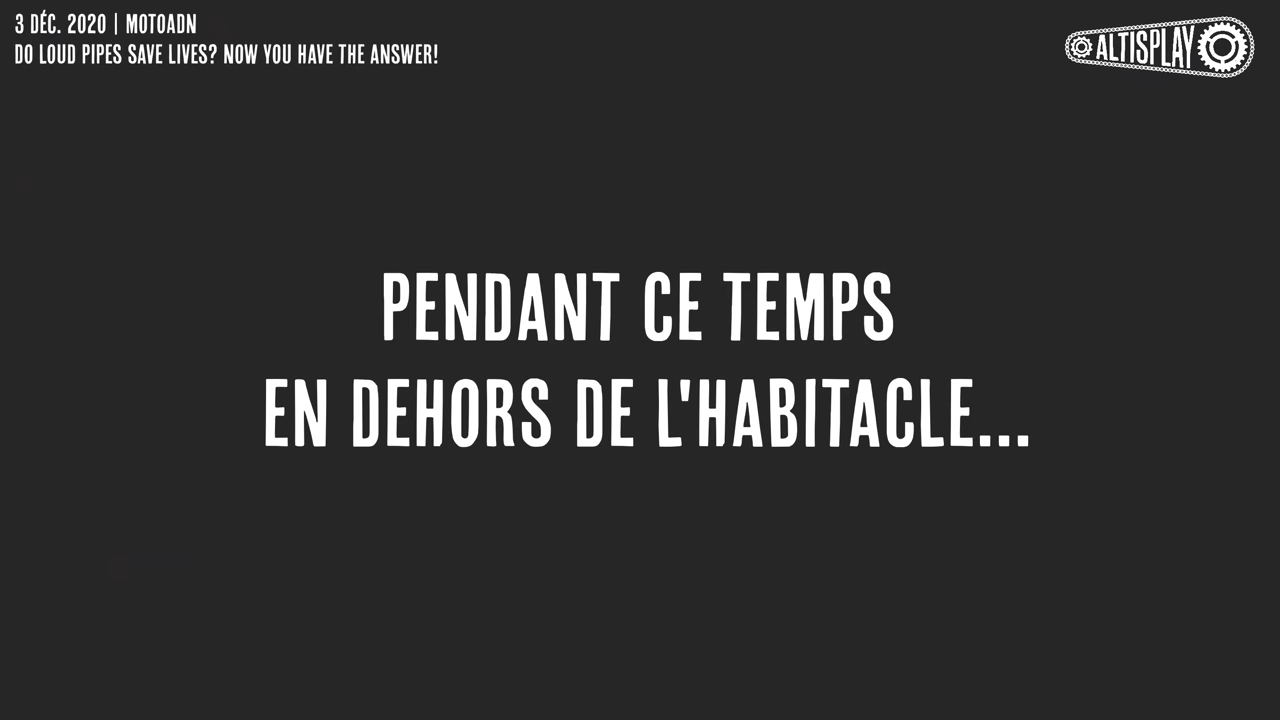 3 DÉC. 2020 | MOTOADN
DO LOUD PIPES SAVE LIVES? NOW YOU HAVE THE ANSWER!
ALTISPLAY
PENDANT CE TEMPS
EN DEHORS DE L'HABITACLE...